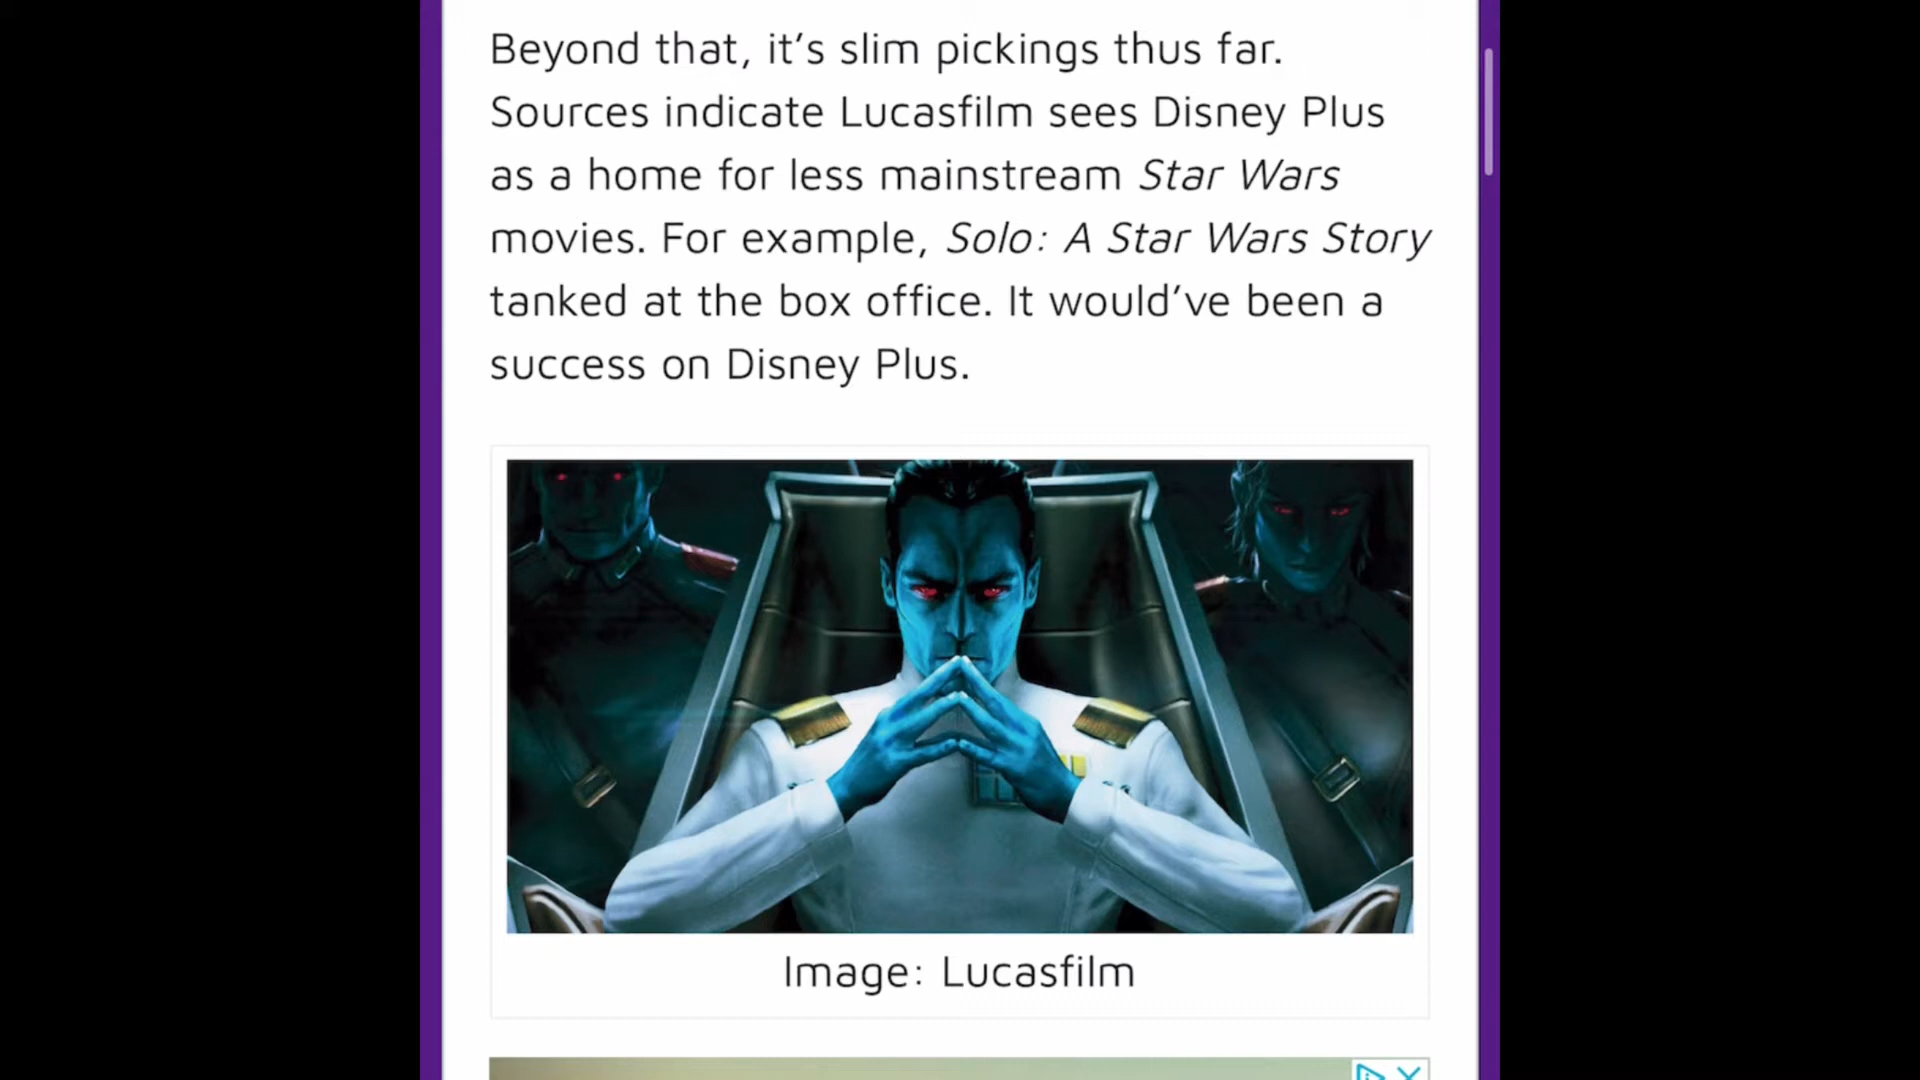 Beyond that, it’s slim pickings thus far.
Sources indicate Lucasfilm sees Disney Plus
as a home for less mainstream Star Wars
movies. For example, Solo: A Star Wars Story
tanked at the box office. It would’ve been a
success on Disney Plus.
Image: Lucasfilm